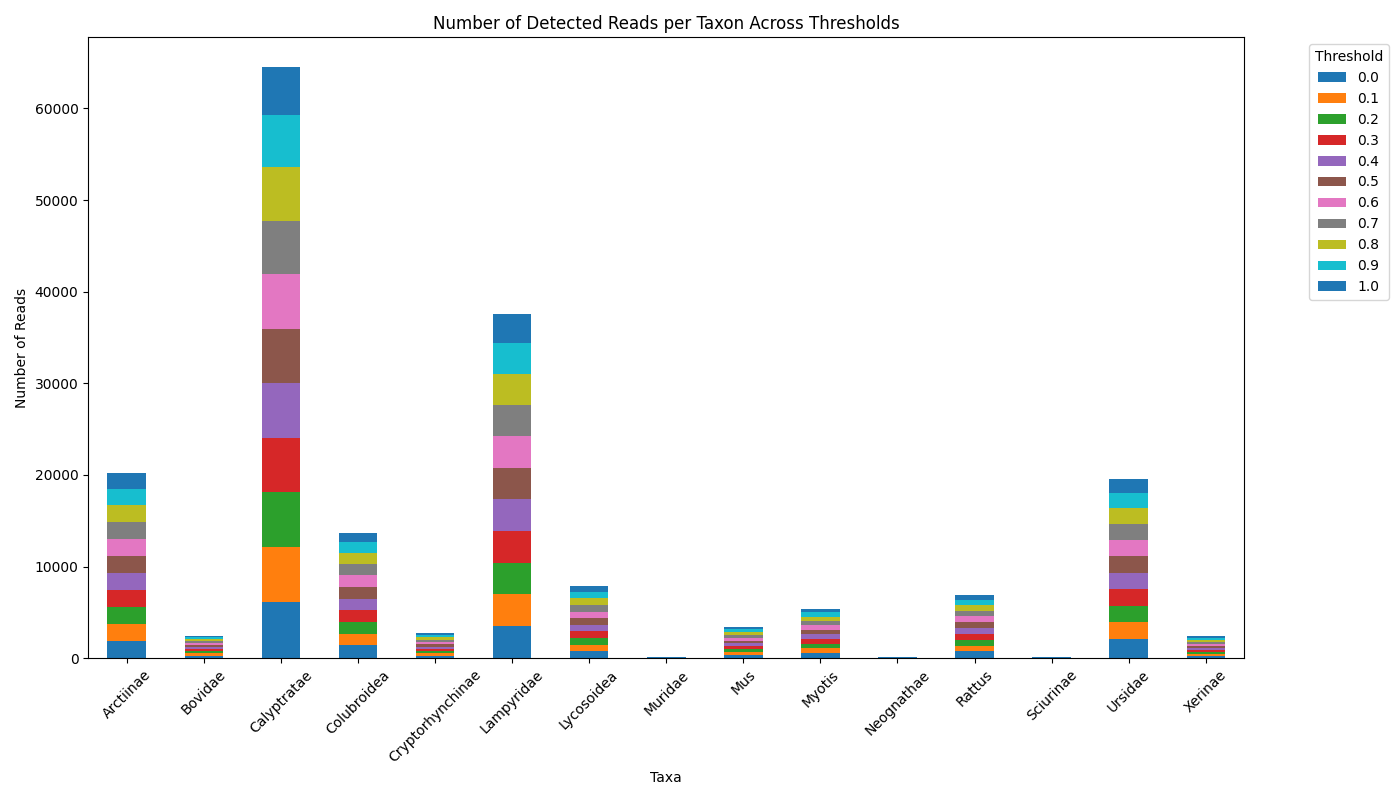 Number of Detected Reads per Taxon Across Thresholds
Number of Reads
60000
50000
40000
30000
20000
10000
0
Arctiinae
Bovidae
Calyptratae
Colubroidea
Cryptorhynchinae
Lampyridae
Lycosoidea
Muridae
Mus
Myotis
Neognathae
Rattus
Sciurinae
Ursidae
Xerinae
Taxa
Threshold
0.0
0.1
0.2
0.3
0.4
0.5
0.6
0.7
0.8
0.9
1.0